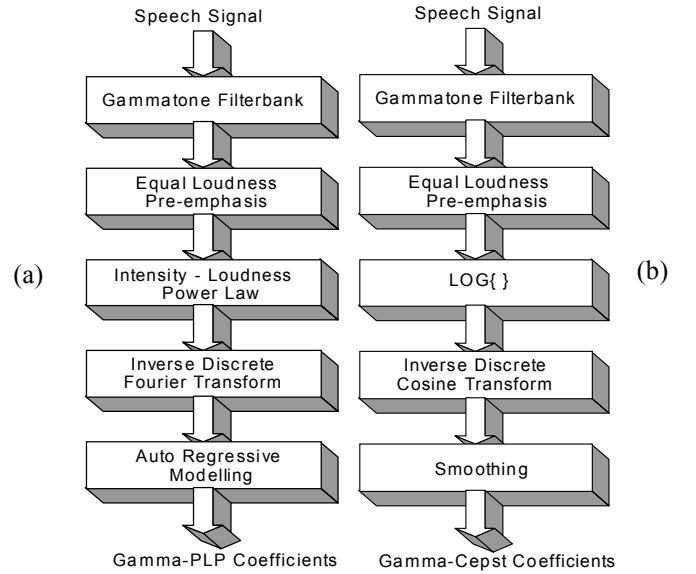 Speech Signal
Gammatone Filterbank
Equal Loudness
Pre-emphasis
(a)
Intensity - Loudness
Power Law
Inverse Discrete
Fourier Transform
Auto Regressive
Modelling
Gamma-PLP Coefficients
Speech Signal
Gammatone Filterbank
Equal Loudness
Pre-emphasis
LOG{ }
(b)
Inverse Discrete
Cosine Transform
Smoothing
Gamma-Cepst Coefficients